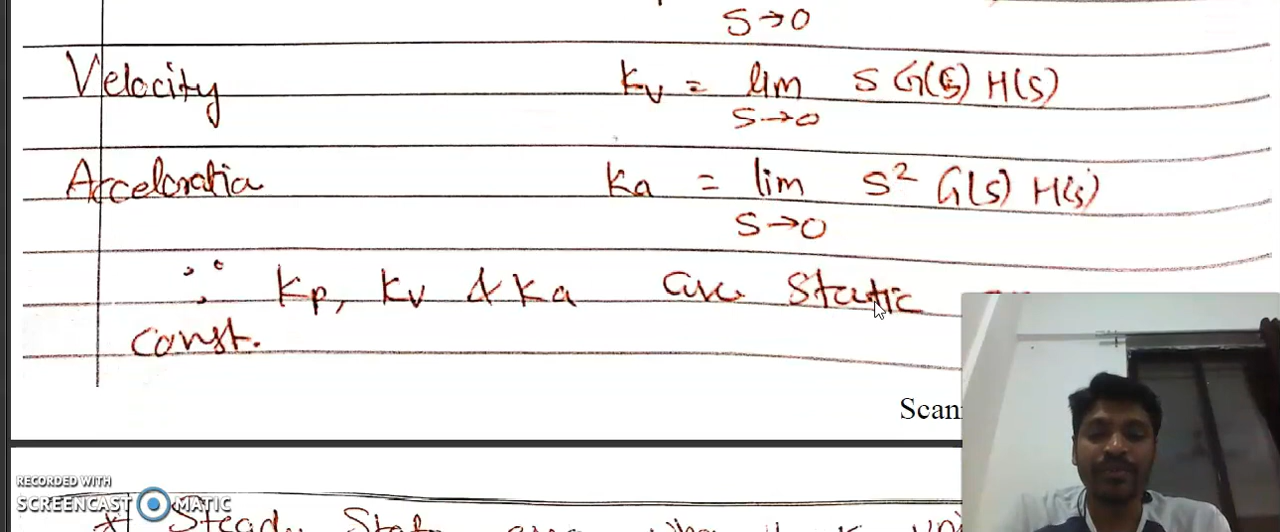 S→0
Velocity Kv = lim S G(s) H(s)
S→0
Acceleratia Ka = lim S² G(s) H(s)
S→0
∵ Kp, Kv & Ka are Static
const.
Scan
RECORDED WITH
SCREENCAST MATIC
* Steady State